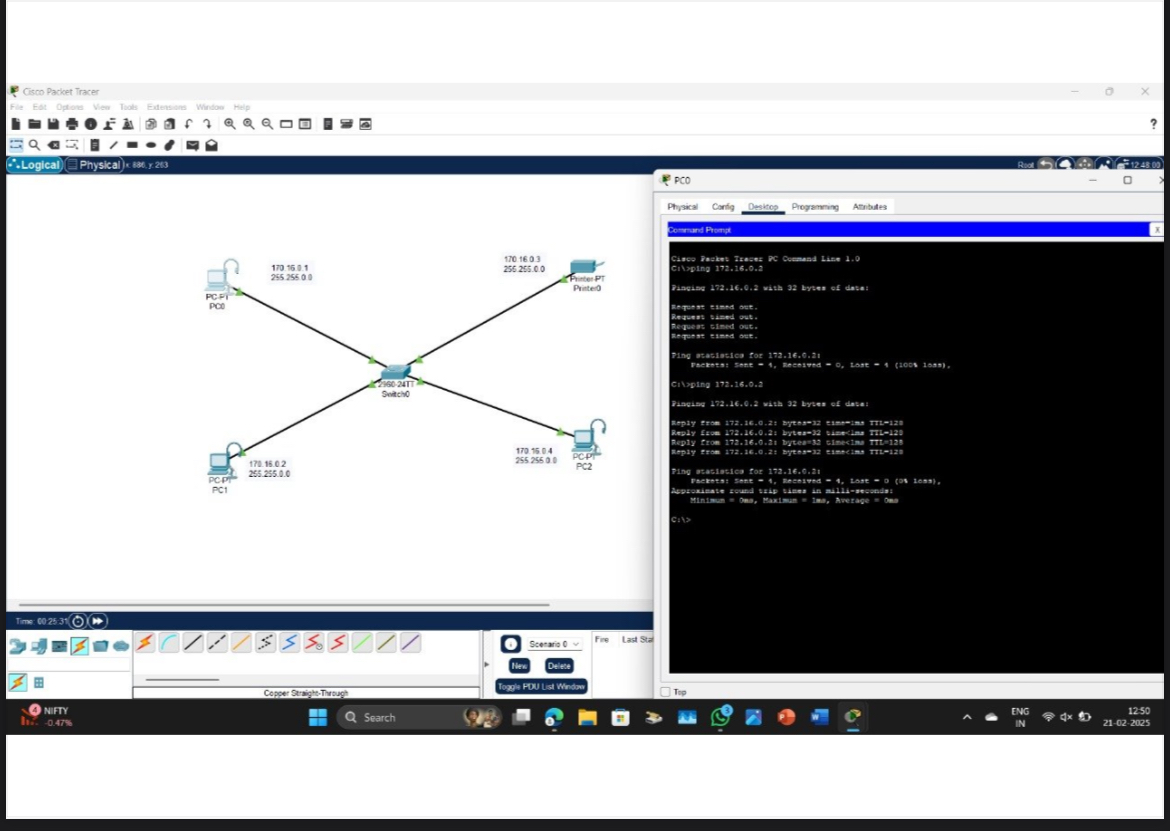 Cisco Packet Tracer
File Edit Options View Tools Extensions Window Help
?
Logical Physical x: 686, y: 263
Root 12:48:00
PC0
Physical Config Desktop Programming Attributes
Command Prompt
X
Cisco Packet Tracer PC Command Line 1.0
C:\>ping 172.16.0.2
Pinging 172.16.0.2 with 32 bytes of data:
Request timed out.
Request timed out.
Request timed out.
Request timed out.
Ping statistics for 172.16.0.2:
Packets: Sent = 4, Received = 0, Lost = 4 (100% loss),
C:\>ping 172.16.0.2
Pinging 172.16.0.2 with 32 bytes of data:
Reply from 172.16.0.2: bytes=32 time=1ms TTL=128
Reply from 172.16.0.2: bytes=32 time<1ms TTL=128
Reply from 172.16.0.2: bytes=32 time<1ms TTL=128
Reply from 172.16.0.2: bytes=32 time<1ms TTL=128
Ping statistics for 172.16.0.2:
Packets: Sent = 4, Received = 4, Lost = 0 (0% loss),
Approximate round trip times in milli-seconds:
Minimum = 0ms, Maximum = 1ms, Average = 0ms
C:\>
Top
170.16.0.1
255.255.0.0
PC-PT
PC0
170.16.0.3
255.255.0.0
Printer-PT
Printer0
2960-24TT
Switch0
170.16.0.2
255.255.0.0
PC-PT
PC1
170.16.0.4
255.255.0.0
PC-PT
PC2
Time: 00:25:31
Scenario 0
New Delete
Toggle PDU List Window
Fire Last Sta
Copper Straight-Through
4
NIFTY
-0.47%
Search
3
ENG
IN
12:50
21-02-2025